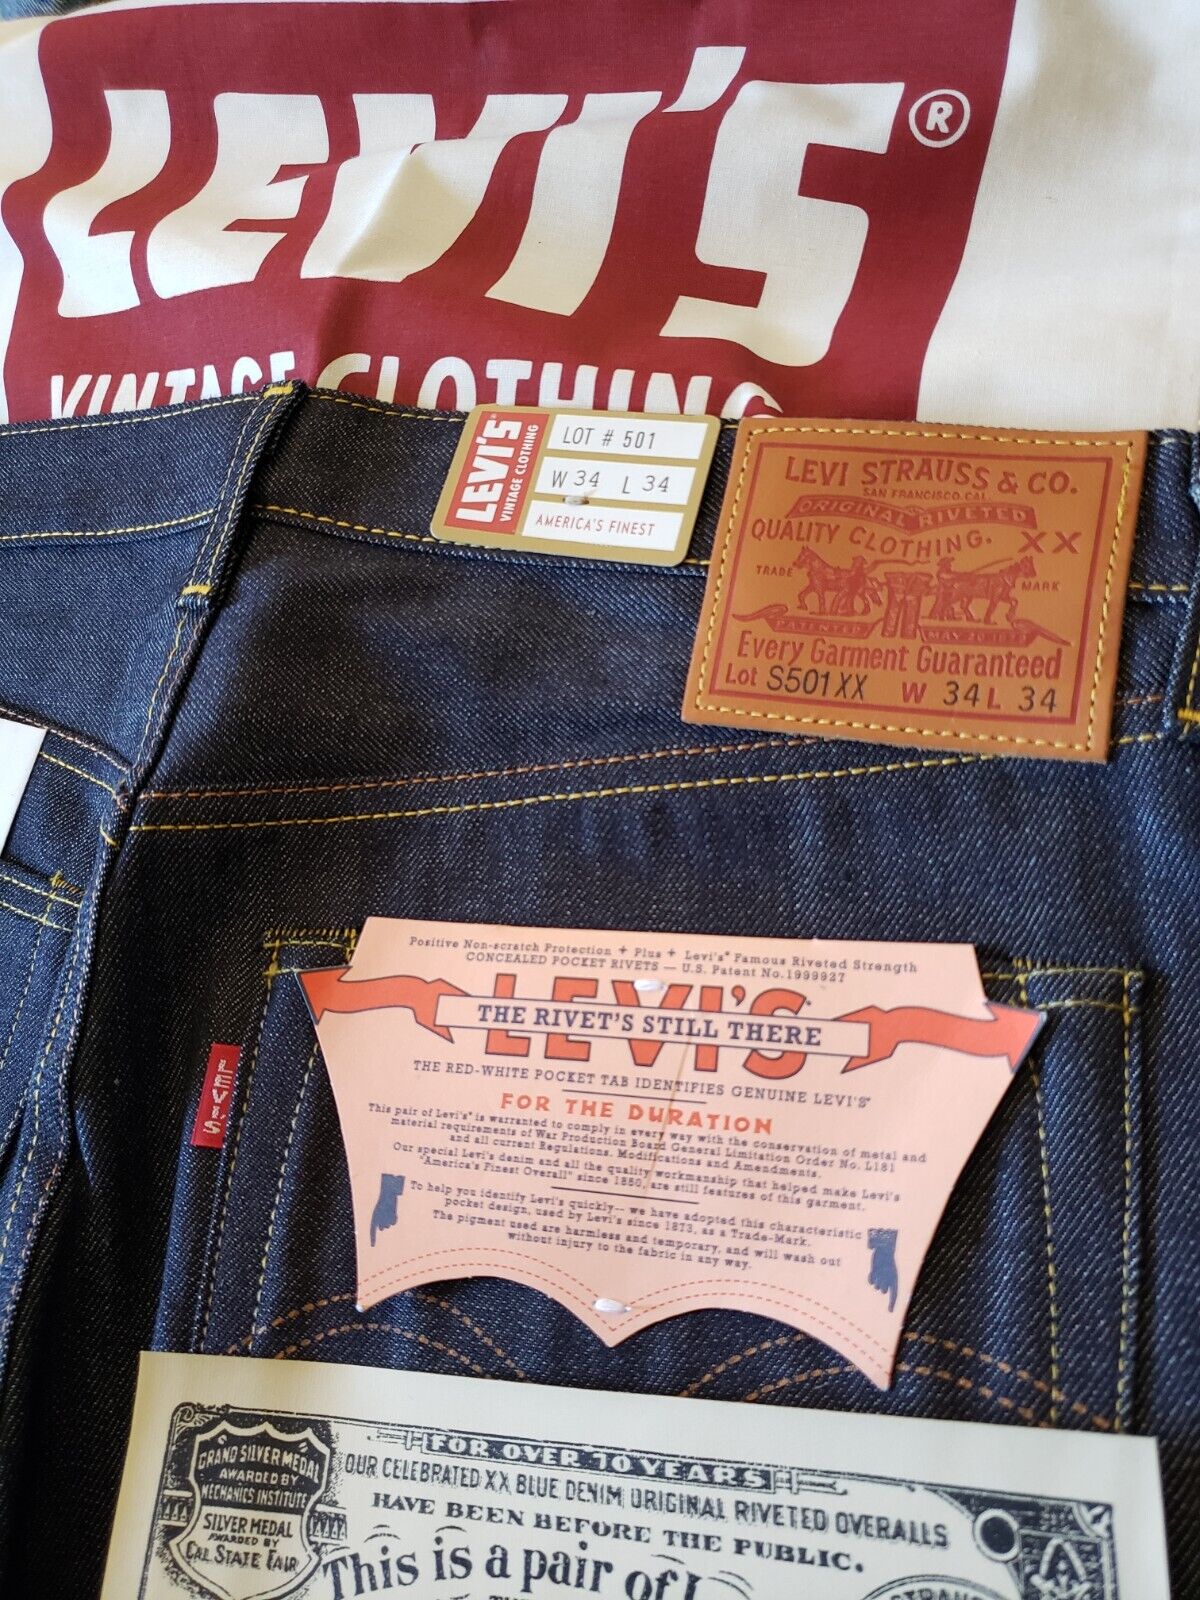 LEVI'S ®
VINTAGE CLOTHING
LEVI'S
VINTAGE CLOTHING
LOT # 501
W 34 L 34
AMERICA'S FINEST
LEVI STRAUSS & CO.
SAN FRANCISCO, CAL.
ORIGINAL RIVETED
QUALITY CLOTHING. XX
TRADE MARK
PATENTED MAY 20 1873
Every Garment Guaranteed
Lot S501XX W 34 L 34
Positive Non-scratch Protection + Plus + Levi's® Famous Riveted Strength
CONCEALED POCKET RIVETS — U.S. Patent No. 1999927
LEVI'S
THE RIVET'S STILL THERE
THE RED-WHITE POCKET TAB IDENTIFIES GENUINE LEVI'S®
FOR THE DURATION
This pair of Levi's® is warranted to comply in every way with the conservation of metal and
material requirements of War Production Board General Limitation Order No. L181
and all current Regulations. Modifications and Amendments.
Our special Levi's denim and all the quality workmanship that helped make Levi's
"America's Finest Overall" since 1850, are still features of this garment.
To help you identify Levi's quickly-- we have adopted this characteristic
pocket design, used by Levi's since 1873, as a Trade-Mark.
The pigment used are harmless and temporary, and will wash out
without injury to the fabric in any way.
LEVI'S
GRAND SILVER MEDAL
AWARDED BY
MECHANICS INSTITUTE
SILVER MEDAL
AWARDED BY
CAL. STATE FAIR
FOR OVER 70 YEARS
OUR CELEBRATED XX BLUE DENIM ORIGINAL RIVETED OVERALLS
HAVE BEEN BEFORE THE PUBLIC.
This is a pair of